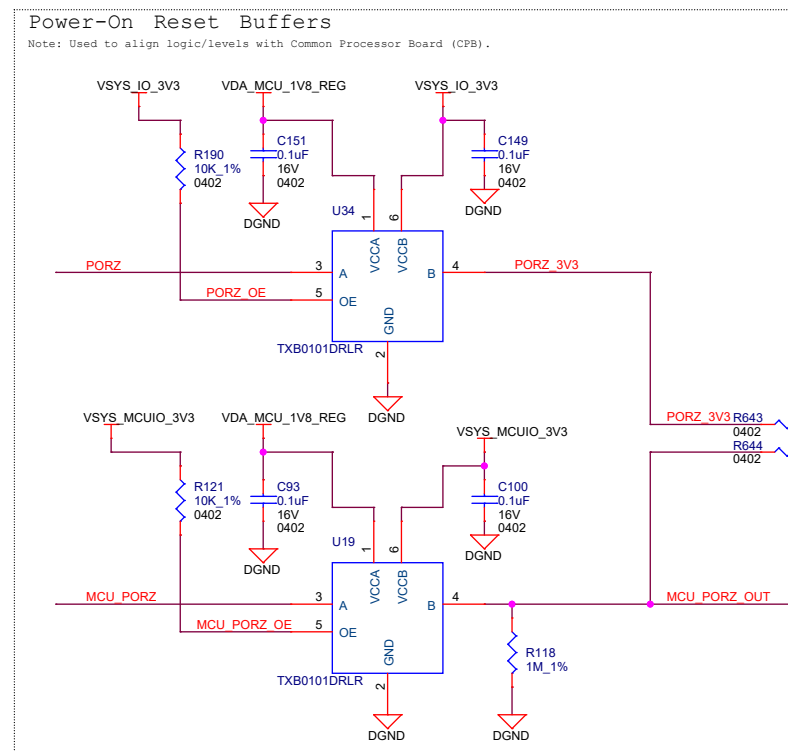 Power-On Reset Buffers
Note: Used to align logic/levels with Common Processor Board (CPB).
VSYS_IO_3V3
VDA_MCU_1V8_REG
VSYS_IO_3V3
R190
10K_1%
0402
C151
0.1uF
16V
0402
C149
0.1uF
16V
0402
DGND
DGND
U34
1
6
VCCA
VCCB
PORZ
3
A
B
4
PORZ_3V3
PORZ_OE
5
OE
GND
2
TXB0101DRLR
DGND
VSYS_MCUIO_3V3
VDA_MCU_1V8_REG
VSYS_MCUIO_3V3
PORZ_3V3
R643
0402
R644
0402
R121
10K_1%
0402
C93
0.1uF
16V
0402
C100
0.1uF
16V
0402
DGND
DGND
U19
1
6
VCCA
VCCB
MCU_PORZ
3
A
B
4
MCU_PORZ_OUT
MCU_PORZ_OE
5
OE
GND
2
TXB0101DRLR
R118
1M_1%
DGND
DGND